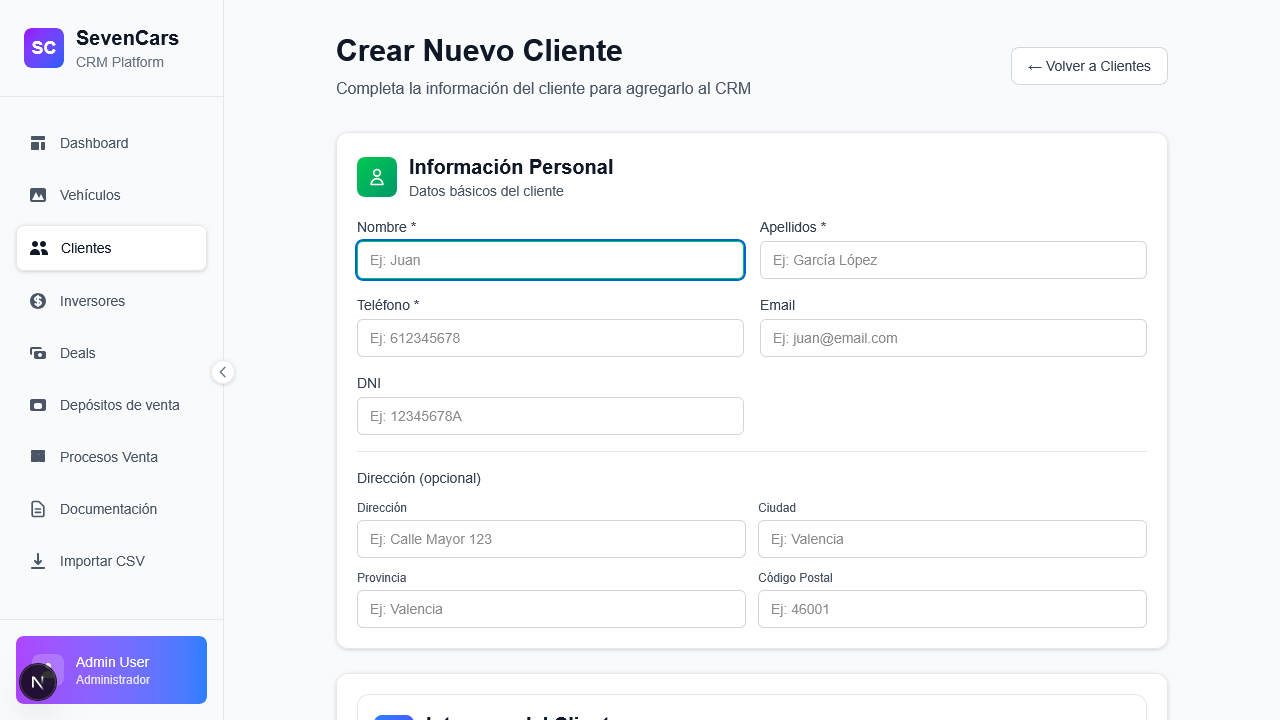 SC
SevenCars
CRM Platform
Dashboard
Vehículos
Clientes
Inversores
Deals
Depósitos de venta
Procesos Venta
Documentación
Importar CSV
Admin User
Administrador
N
Crear Nuevo Cliente
Completa la información del cliente para agregarlo al CRM
← Volver a Clientes
Información Personal
Datos básicos del cliente
Nombre *
Apellidos *
Ej: Juan
Ej: García López
Teléfono *
Email
Ej: 612345678
Ej: juan@email.com
DNI
Ej: 12345678A
Dirección (opcional)
Dirección
Ciudad
Ej: Calle Mayor 123
Ej: Valencia
Provincia
Código Postal
Ej: Valencia
Ej: 46001